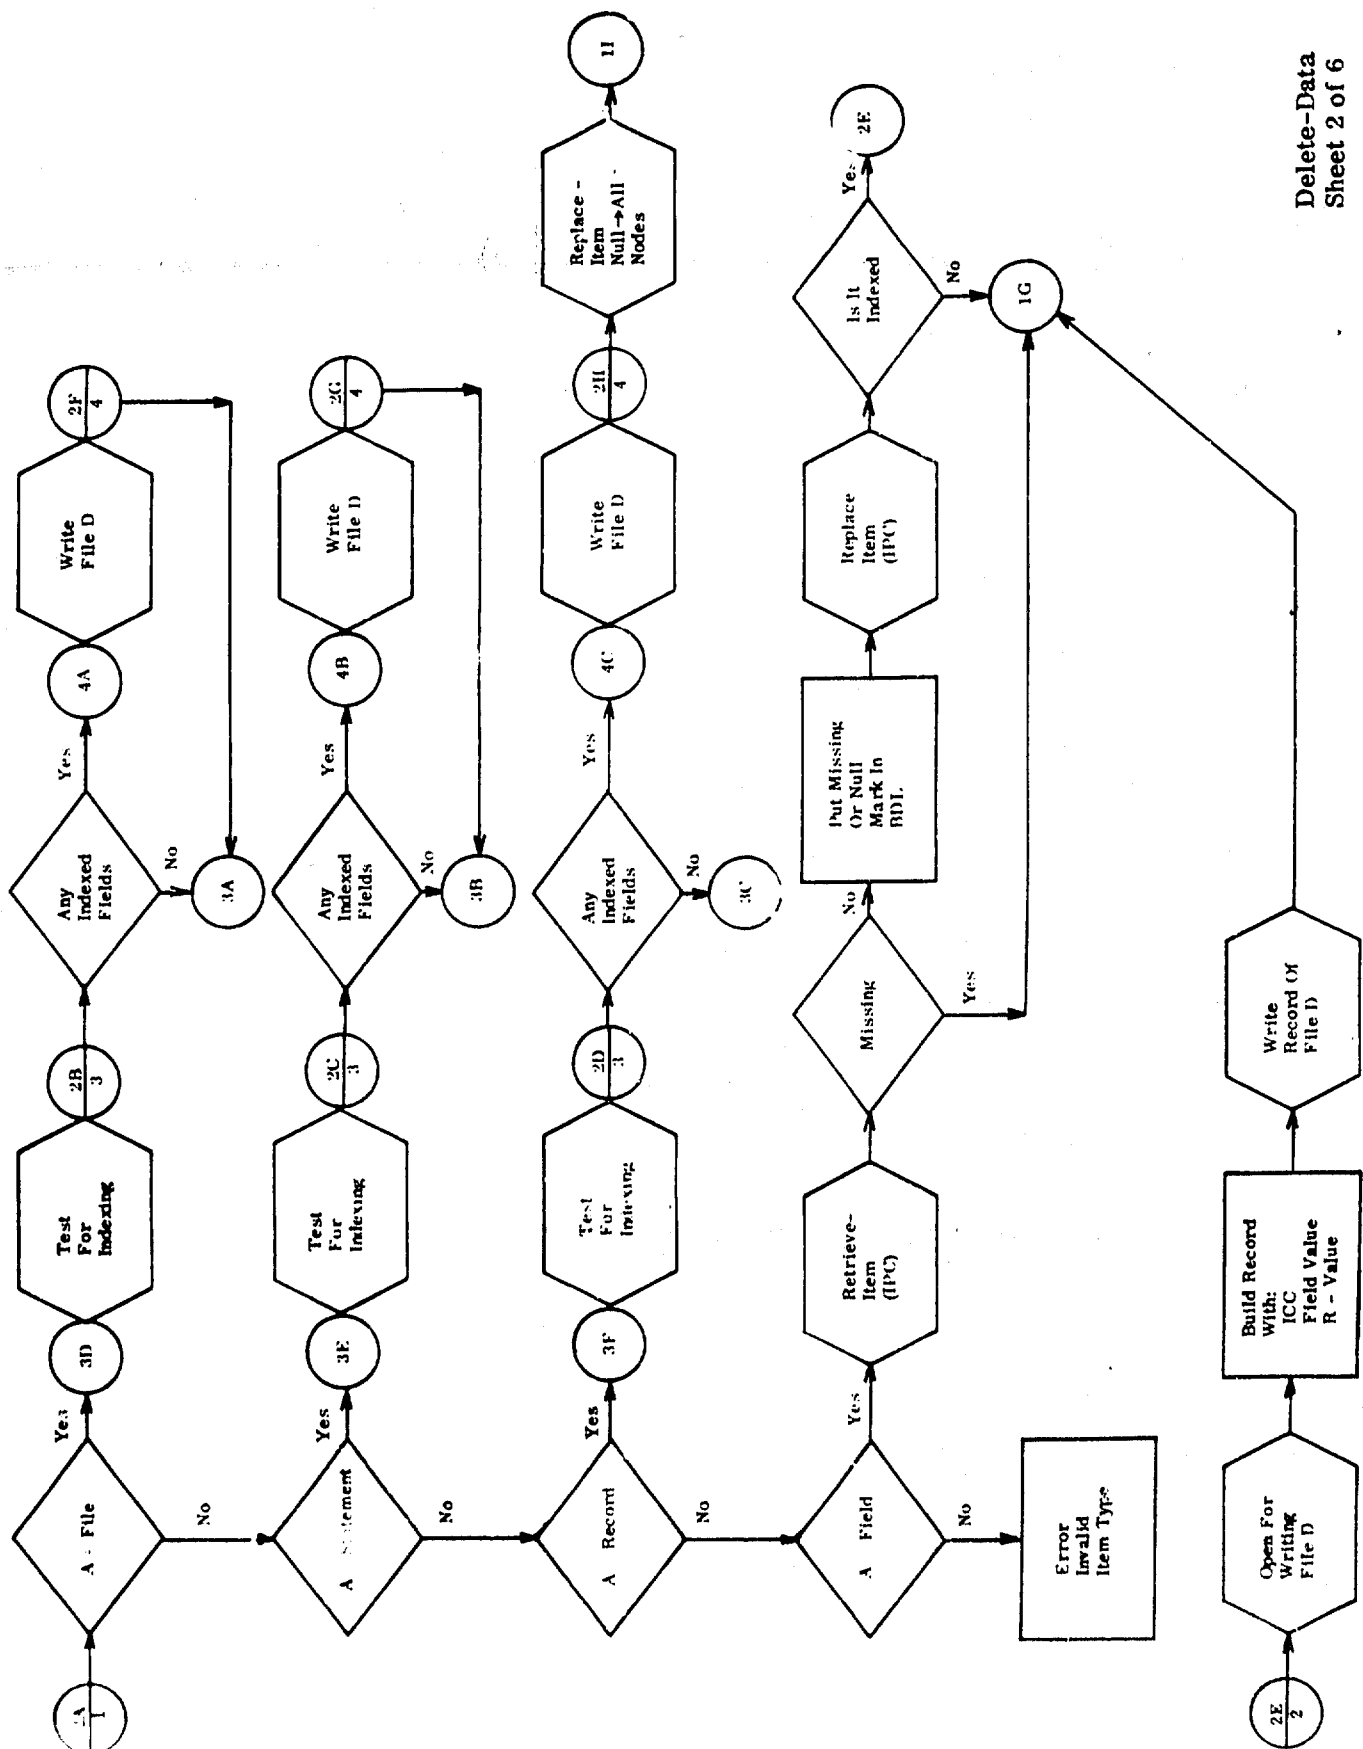 2A
1
A - File
Yes
No
3D
Test
For
Indexing
2B
3
Any
Indexed
Fields
Yes
No
3A
4A
Write
File D
2F
4
A Statement
Yes
No
3E
Test
For
Indexing
2C
3
Any
Indexed
Fields
Yes
No
3B
4B
Write
File D
2G
4
A Record
Yes
No
3F
Test
For
Indexing
2D
3
Any
Indexed
Fields
Yes
No
3C
4C
Write
File D
2H
4
Replace -
Item
Null→All -
Nodes
1I
A Field
Yes
No
Retrieve-
Item
(IPC)
Missing
No
Yes
Put Missing
Or Null
Mark In
BDL
Replace
Item
(IPC)
Is It
Indexed
Yes
No
2E
1G
Error
Invalid
Item Type
2E
2
Open For
Writing
File D
Build Record
With:
ICC
Field Value
R - Value
Write
Record Of
File D
Delete-Data
Sheet 2 of 6